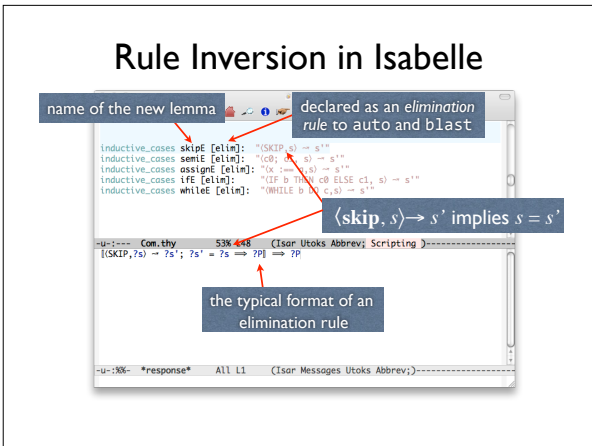 Rule Inversion in Isabelle
name of the new lemma
declared as an elimination
rule to auto and blast
inductive_cases skipE [elim]: "(SKIP,s) → s'"
inductive_cases semiE [elim]: "(c0; c1, s) → s'"
inductive_cases assignE [elim]: "(x := a,s) → s'"
inductive_cases ifE [elim]: "(IF b THEN c0 ELSE c1, s) → s'"
inductive_cases whileE [elim]: "(WHILE b DO c,s) → s'"
⟨skip, s⟩→ s' implies s = s'
-u-:--- Com.thy 53% L48 (Isar Utoks Abbrev; Scripting )----------------
⟦(SKIP,?s) → ?s'; ?s' = ?s ⟹ ?P⟧ ⟹ ?P
the typical format of an
elimination rule
-u-:%%- *response* All L1 (Isar Messages Utoks Abbrev;)----------------